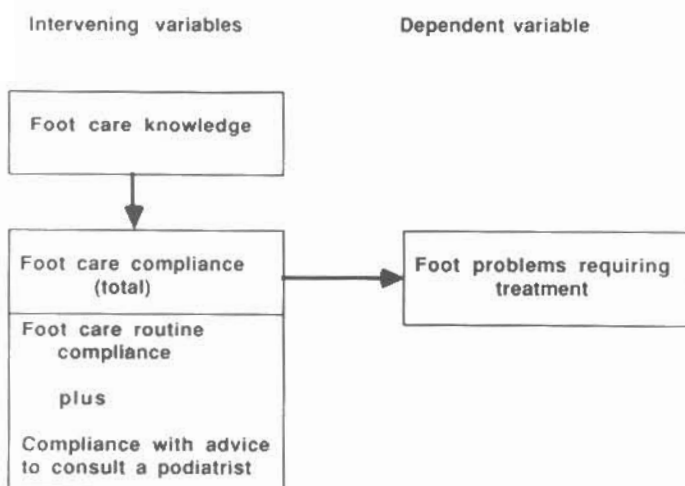 Intervening variables
Dependent variable
Foot care knowledge
Foot care compliance
(total)
Foot problems requiring
treatment
Foot care routine
compliance
plus
Compliance with advice
to consult a podiatrist